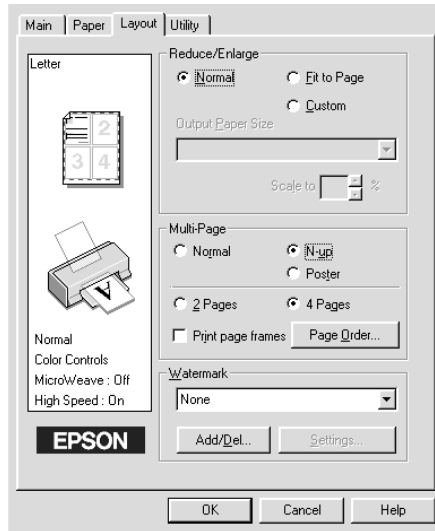 Main Paper Layout Utility
Letter
2
3 4
A
Normal
Color Controls
MicroWeave : Off
High Speed : On
EPSON
Reduce/Enlarge
Normal Fit to Page
Custom
Output Paper Size
Scale to %
Multi-Page
Normal N-up
Poster
2 Pages 4 Pages
Print page frames Page Order...
Watermark
None
Add/Del... Settings...
OK Cancel Help